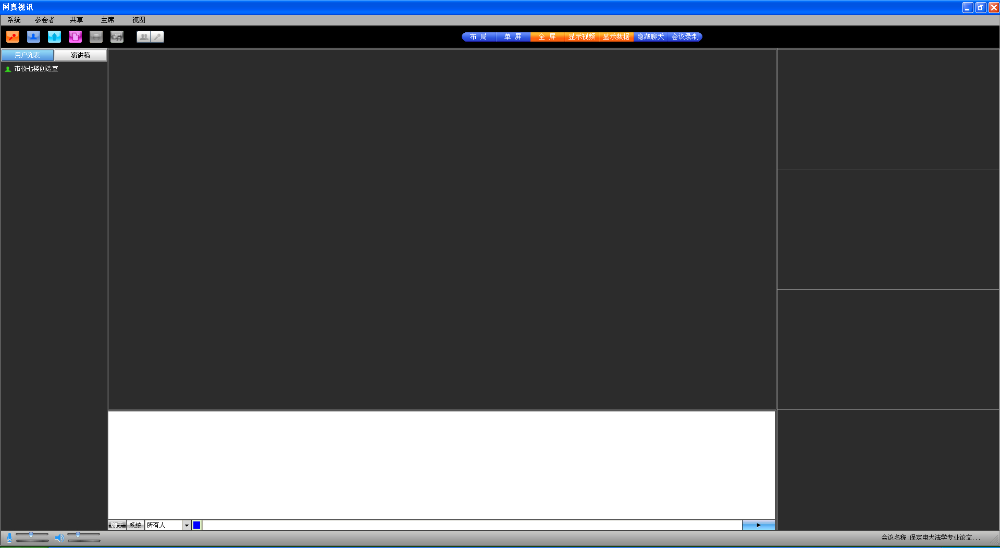 网真视讯
系统 参会者 共享 主席 视图
布 局 单 屏 全 屏 显示视频 显示数据 隐藏聊天 会议录制
用户列表 演讲稿
市校七楼创造室
聊天 系统 所有人
会议名称:保定电大法学专业论文...